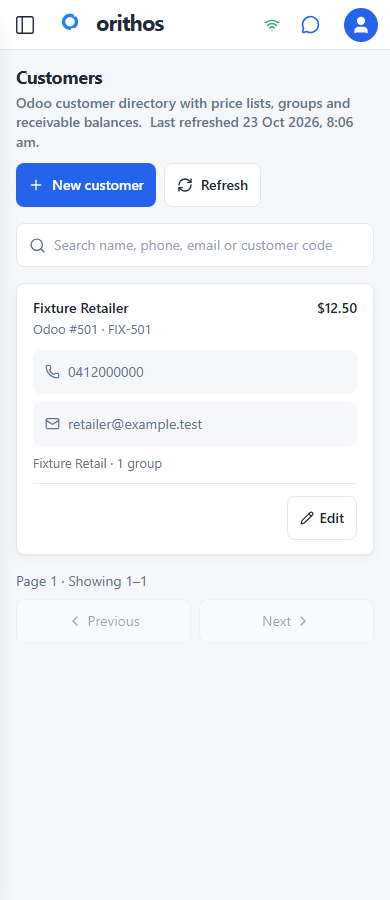 orithos
Customers
Odoo customer directory with price lists, groups and
receivable balances.  Last refreshed 23 Oct 2026, 8:06
am.
New customer
Refresh
Search name, phone, email or customer code
Fixture Retailer $12.50
Odoo #501 · FIX-501
0412000000
retailer@example.test
Fixture Retail · 1 group
Edit
Page 1 · Showing 1–1
Previous
Next